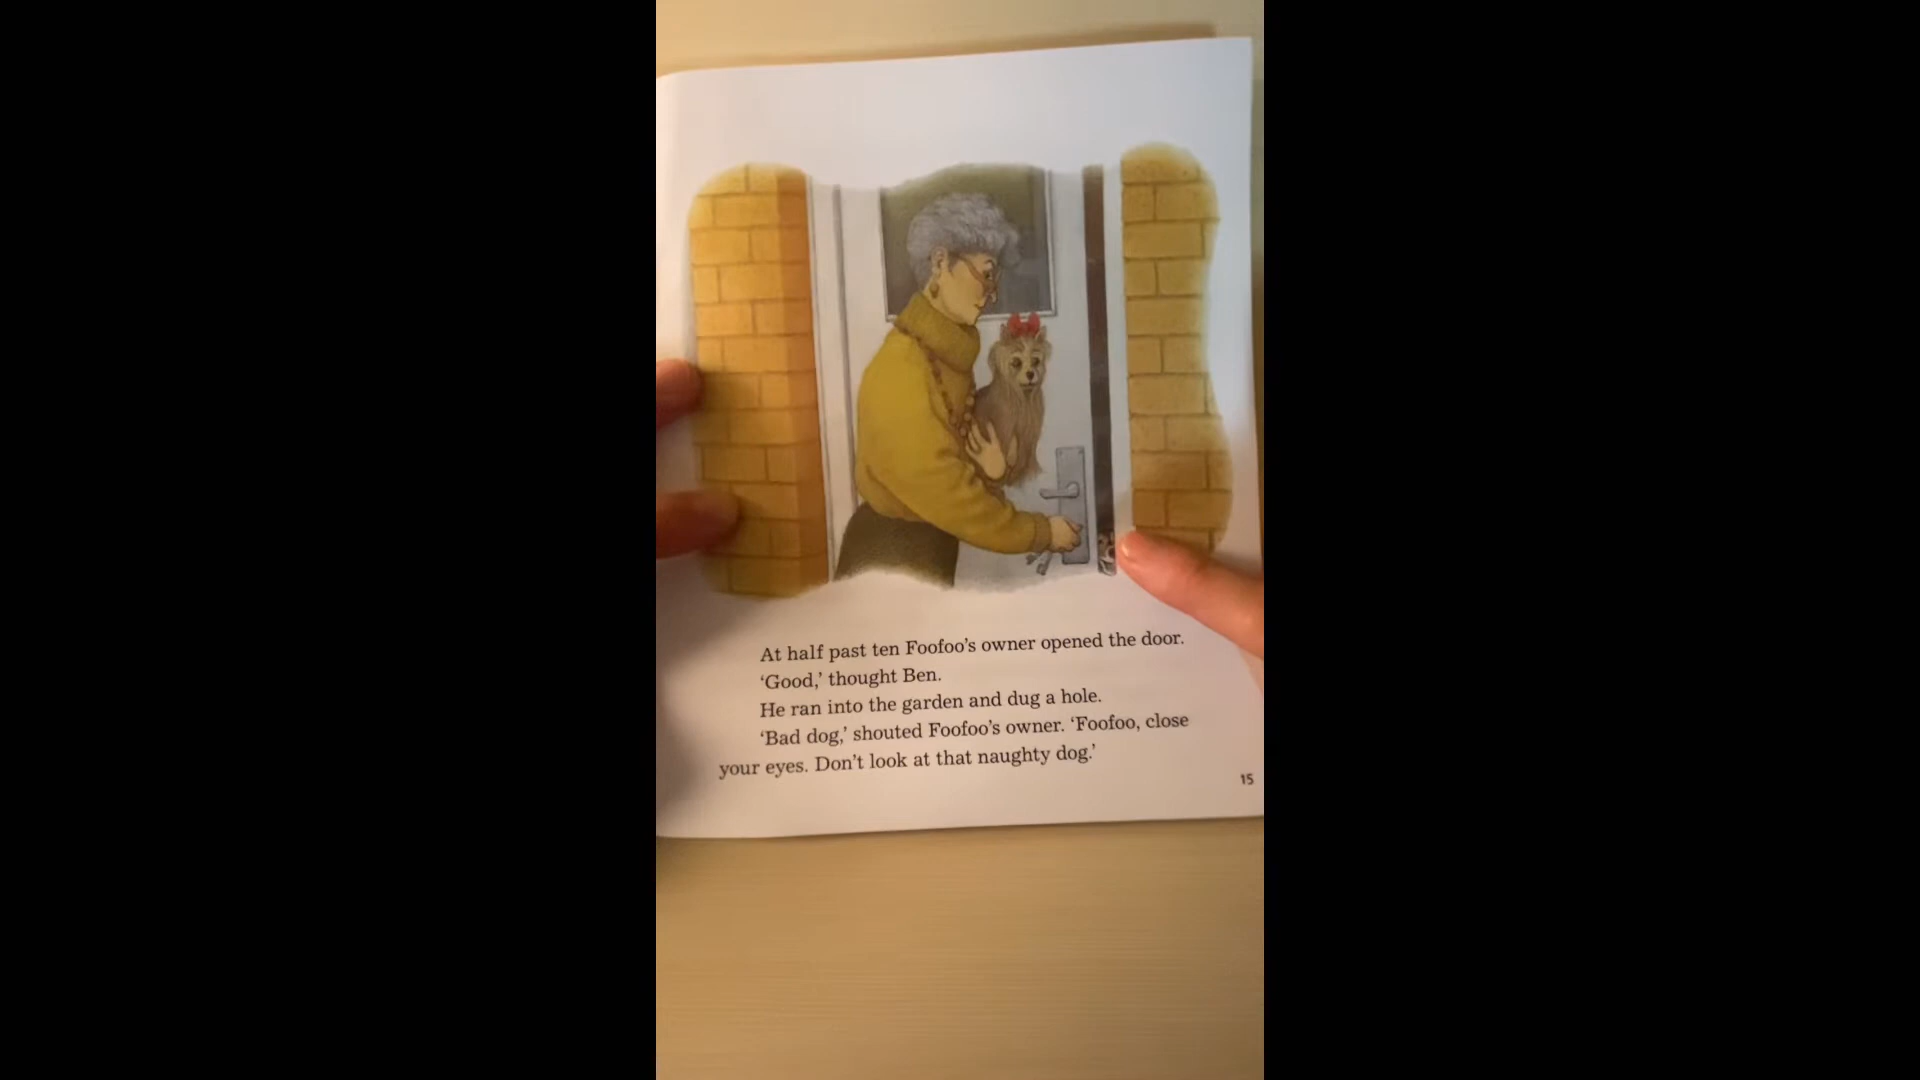 At half past ten Foofoo's owner opened the door.
‘Good,’ thought Ben.
He ran into the garden and dug a hole.
‘Bad dog,’ shouted Foofoo’s owner. ‘Foofoo, close
your eyes. Don’t look at that naughty dog.’
15